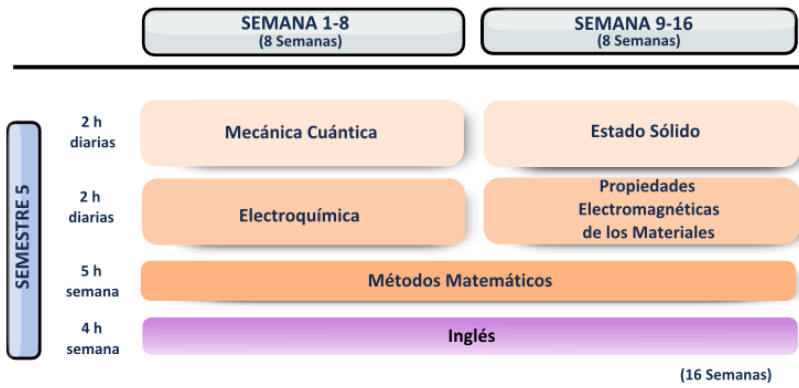 SEMANA 1-8
(8 Semanas)
SEMANA 9-16
(8 Semanas)
SEMESTRE 5
2 h
diarias
Mecánica Cuántica
Estado Sólido
2 h
diarias
Electroquímica
Propiedades
Electromagnéticas
de los Materiales
5 h
semana
Métodos Matemáticos
4 h
semana
Inglés
(16 Semanas)